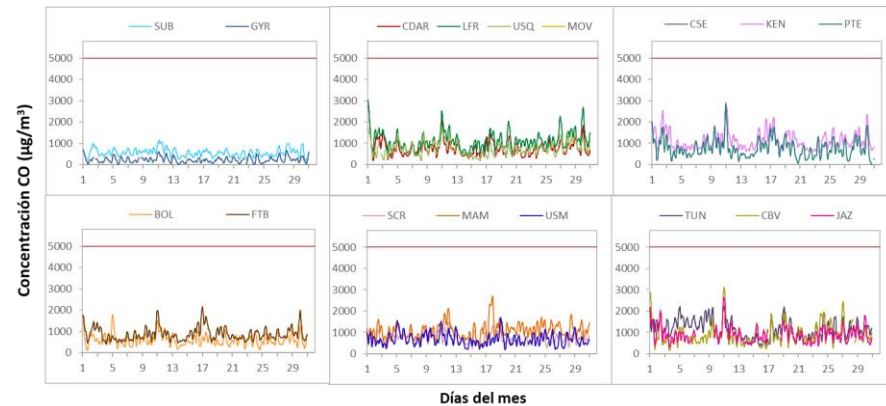 SUB GYR
5000
4000
3000
2000
1000
0
1 5 9 13 17 21 25 29
CDAR LFR USQ MOV
5000
4000
3000
2000
1000
0
1 5 9 13 17 21 25 29
CSE KEN PTE
5000
4000
3000
2000
1000
0
1 5 9 13 17 21 25 29
Concentración CO (µg/m³)
BOL FTB
5000
4000
3000
2000
1000
0
1 5 9 13 17 21 25 29
SCR MAM USM
5000
4000
3000
2000
1000
0
1 5 9 13 17 21 25 29
TUN CBV JAZ
5000
4000
3000
2000
1000
0
1 5 9 13 17 21 25 29
Días del mes